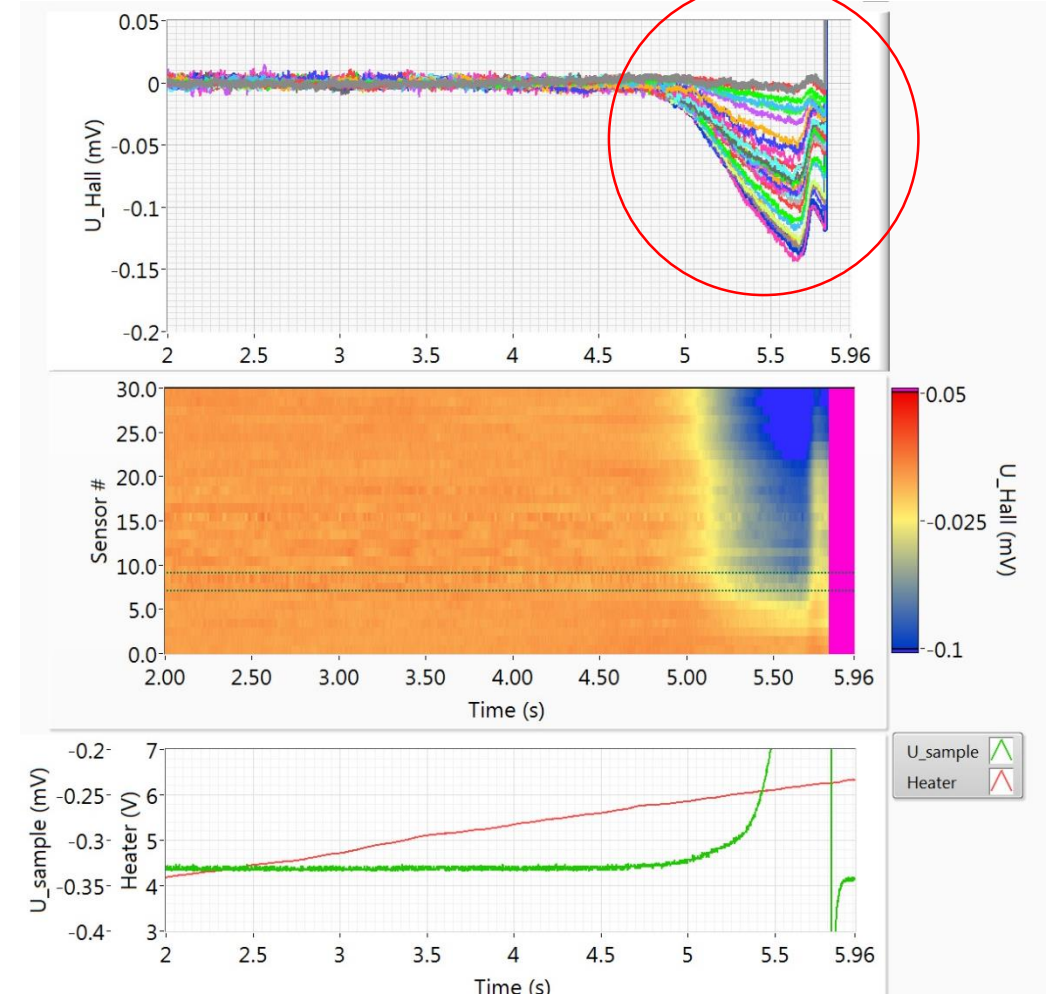 0.05
0
-0.05
-0.1
-0.15
-0.2
U_Hall (mV)
2 2.5 3 3.5 4 4.5 5 5.5 5.96
30.0
25.0
20.0
15.0
10.0
5.0
0.0
Sensor #
2.00 2.50 3.00 3.50 4.00 4.50 5.00 5.50 5.96
Time (s)
0.05
-0.025
-0.1
U_Hall (mV)
-0.2
-0.25
-0.3
-0.35
-0.4
U_sample (mV)
7
6
5
4
3
Heater (V)
2 2.5 3 3.5 4 4.5 5 5.5 5.96
Time (s)
U_sample
Heater